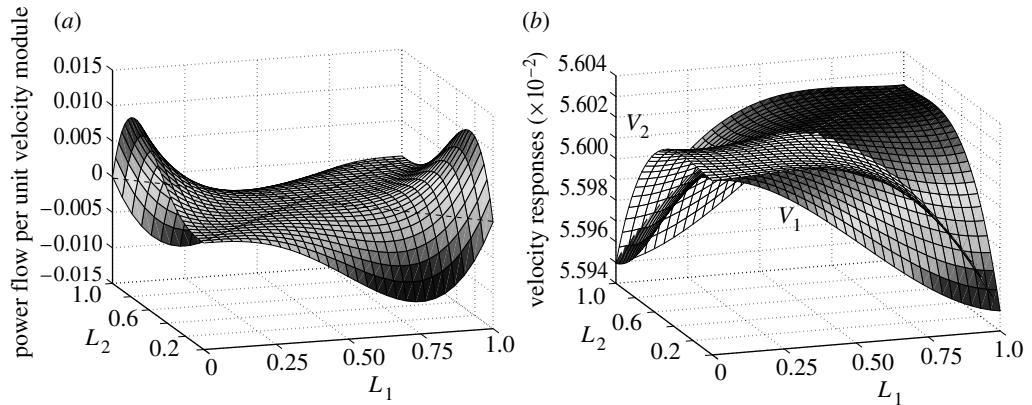 (a)
power flow per unit velocity module
0.015
0.010
0.005
0
−0.005
−0.010
−0.015
1.0
0.6
0.2
L2
0
0.25
0.50
0.75
1.0
L1
(b)
velocity responses (×10−2)
5.604
5.602
5.600
5.598
5.596
5.594
V2
V1
1.0
0.6
0.2
L2
0
0.25
0.50
0.75
1.0
L1